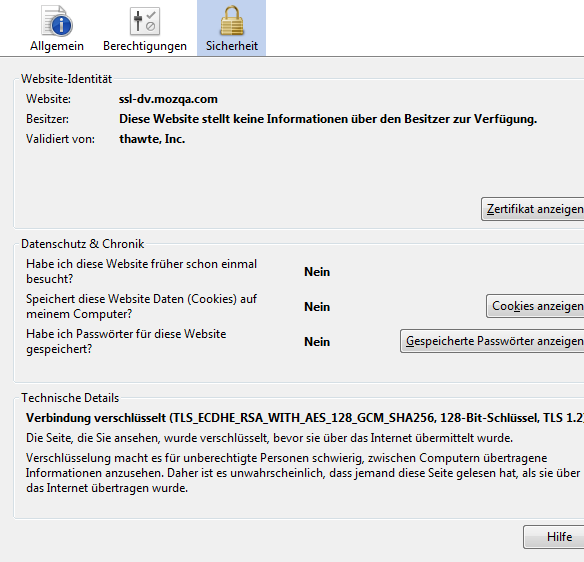 Allgemein Berechtigungen Sicherheit
Website-Identität
Website: ssl-dv.mozqa.com
Besitzer: Diese Website stellt keine Informationen über den Besitzer zur Verfügung.
Validiert von: thawte, Inc.
Zertifikat anzeigen
Datenschutz & Chronik
Habe ich diese Website früher schon einmal
besucht?
Nein
Speichert diese Website Daten (Cookies) auf
meinem Computer?
Nein
Cookies anzeigen
Habe ich Passwörter für diese Website
gespeichert?
Nein
Gespeicherte Passwörter anzeigen
Technische Details
Verbindung verschlüsselt (TLS_ECDHE_RSA_WITH_AES_128_GCM_SHA256, 128-Bit-Schlüssel, TLS 1.2)
Die Seite, die Sie ansehen, wurde verschlüsselt, bevor sie über das Internet übermittelt wurde.
Verschlüsselung macht es für unberechtigte Personen schwierig, zwischen Computern übertragene
Informationen anzusehen. Daher ist es unwahrscheinlich, dass jemand diese Seite gelesen hat, als sie über
das Internet übertragen wurde.
Hilfe